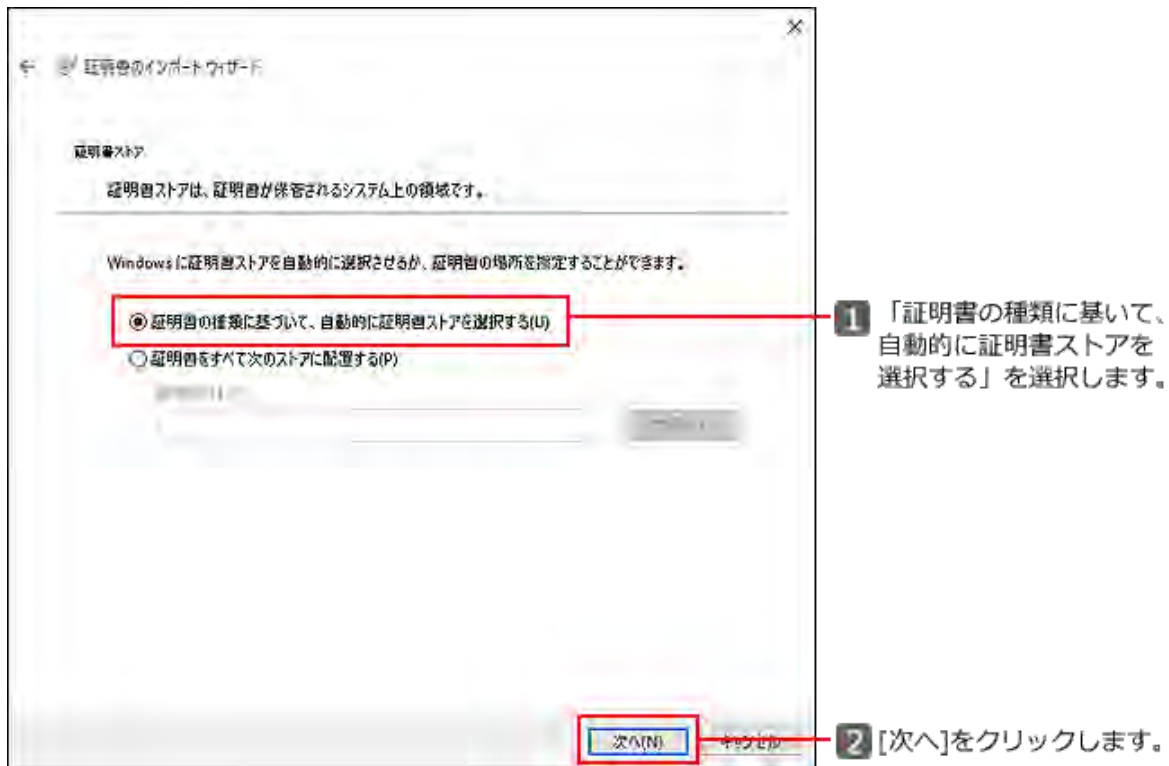 証明書のインポート ウィザード
証明書ストア
証明書ストアは、証明書が保管されるシステム上の領域です。
Windows に証明書ストアを自動的に選択させるか、証明書の場所を指定することができます。
証明書の種類に基づいて、自動的に証明書ストアを選択する(U)
証明書をすべて次のストアに配置する(P)
1 「証明書の種類に基いて、
自動的に証明書ストアを
選択する」を選択します。
次へ(N)
キャンセル
2 [次へ]をクリックします。